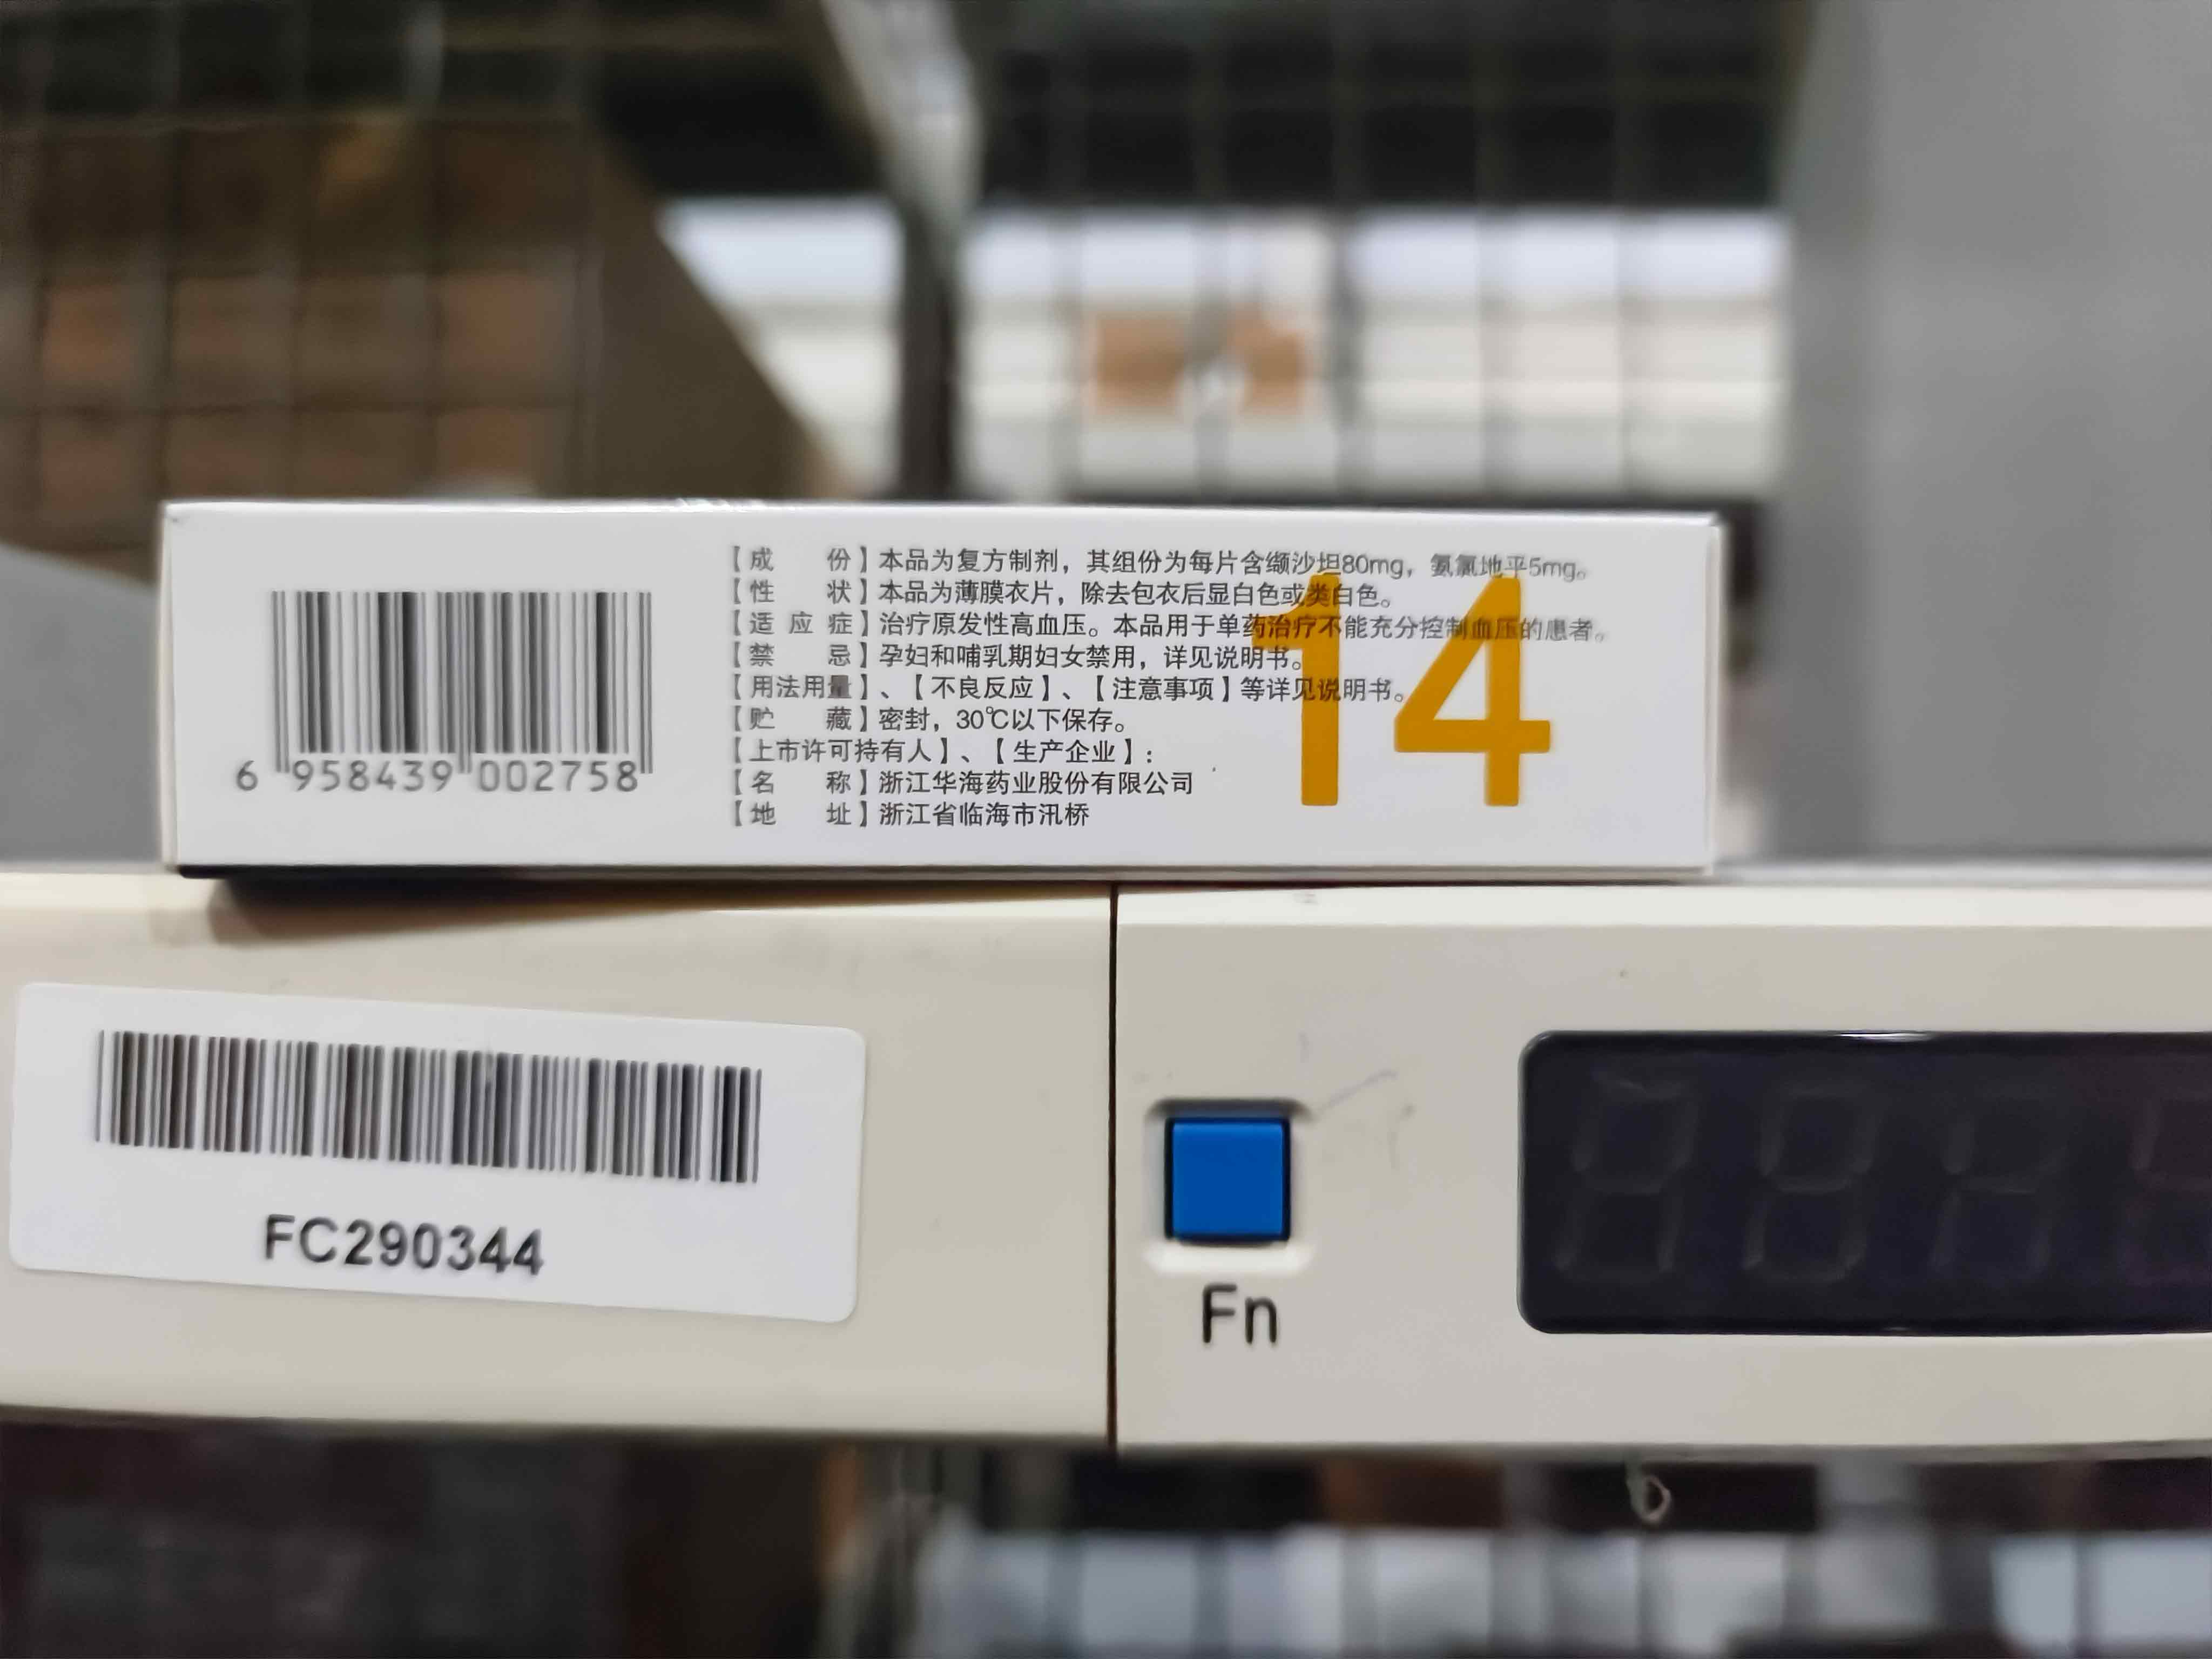 【成份】本品为复方制剂，其组份为每片含缬沙坦80mg，氨氯地平5mg。
【性状】本品为薄膜衣片，除去包衣后显白色或类白色。
【适应症】治疗原发性高血压。本品用于单药治疗不能充分控制血压的患者。
【禁忌】孕妇和哺乳期妇女禁用，详见说明书。
【用法用量】、【不良反应】、【注意事项】等详见说明书。
【贮藏】密封，30℃以下保存。
【上市许可持有人】、【生产企业】：
【名称】浙江华海药业股份有限公司
【地址】浙江省临海市汛桥
14
6 958439 002758
FC290344
Fn